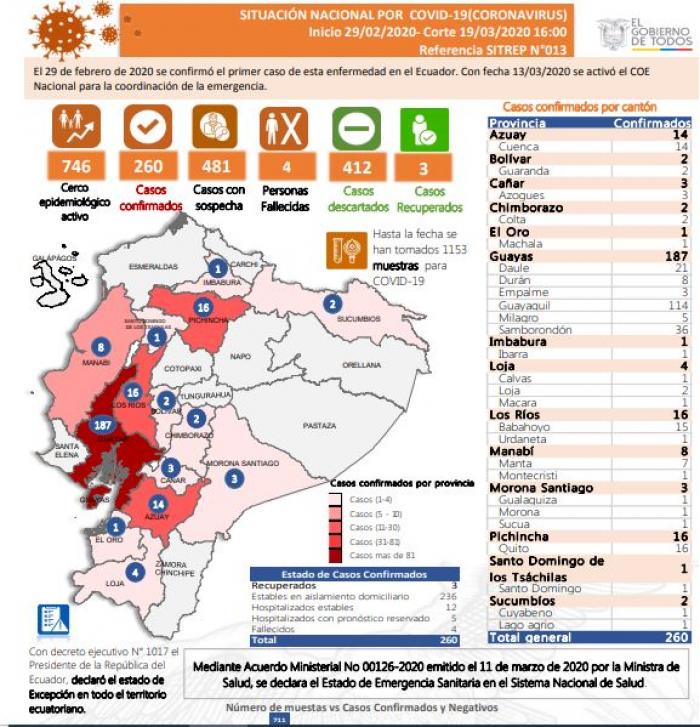 SITUACIÓN NACIONAL POR COVID-19(CORONAVIRUS)
Inicio 29/02/2020- Corte 19/03/2020 16:00
Referencia SITREP N°013
EL
GOBIERNO
DE TODOS
El 29 de febrero de 2020 se confirmó el primer caso de esta enfermedad en el Ecuador. Con fecha 13/03/2020 se activó el COE
Nacional para la coordinación de la emergencia.
746
Cerco
epidemiológico
activo
260
Casos
confirmados
481
Casos con
sospecha
4
Personas
Fallecidas
412
Casos
descartados
3
Casos
Recuperados
Hasta la fecha se
han tomados 1153
muestras para
COVID-19
GALÁPAGOS
ESMERALDAS
1
CARCHI
IMBABURA
16
PICHINCHA
2
SUCUMBIOS
SANTO DOMINGO
DE LOS TSÁCHILAS
1
8
MANABI
NAPO
ORELLANA
COTOPAXI
16
LOS RIOS
2
BOLIVAR
TUNGURAHUA
2
CHIMBORAZO
PASTAZA
187
SANTA
ELENA
GUAYAS
3
CAÑAR
MORONA SANTIAGO
3
14
AZUAY
1
EL ORO
4
LOJA
ZAMORA
CHINCHIPE
Casos confirmados por provincia
Casos (1-4)
Casos (5 - 10)
Casos (11-30)
Casos (31-81)
Casos mas de 81
Estado de Casos Confirmados
Recuperados 3
Estables en aislamiento domiciliario 236
Hospitalizados estables 12
Hospitalizados con pronóstico reservado 5
Fallecidos 4
Total 260
Casos confirmados por cantón
Provincia Confirmados
Azuay 14
Cuenca 14
Bolívar 2
Guaranda 2
Cañar 3
Azogues 3
Chimborazo 2
Colta 2
El Oro 1
Machala 1
Guayas 187
Daule 21
Durán 8
Empalme 3
Guayaquil 114
Milagro 5
Samborondón 36
Imbabura 1
Ibarra 1
Loja 4
Calvas 1
Loja 2
Macara 1
Los Ríos 16
Babahoyo 15
Urdaneta 1
Manabí 8
Manta 7
Montecristi 1
Morona Santiago 3
Gualaquiza 1
Morona 1
Sucua 1
Pichincha 16
Quito 16
Santo Domingo de
los Tsáchilas 1
Santo Domingo 1
Sucumbíos 2
Cuyabeno 1
Lago agrio 1
Total general 260
Con decreto ejecutivo N° 1017 el
Presidente de la República del
Ecuador, declaró el estado de
Excepción en todo el territorio
ecuatoriano.
Mediante Acuerdo Ministerial No 00126-2020 emitido el 11 de marzo de 2020 por la Ministra de
Salud, se declara el Estado de Emergencia Sanitaria en el Sistema Nacional de Salud.
Número de muestas vs Casos Confirmados y Negativos
711